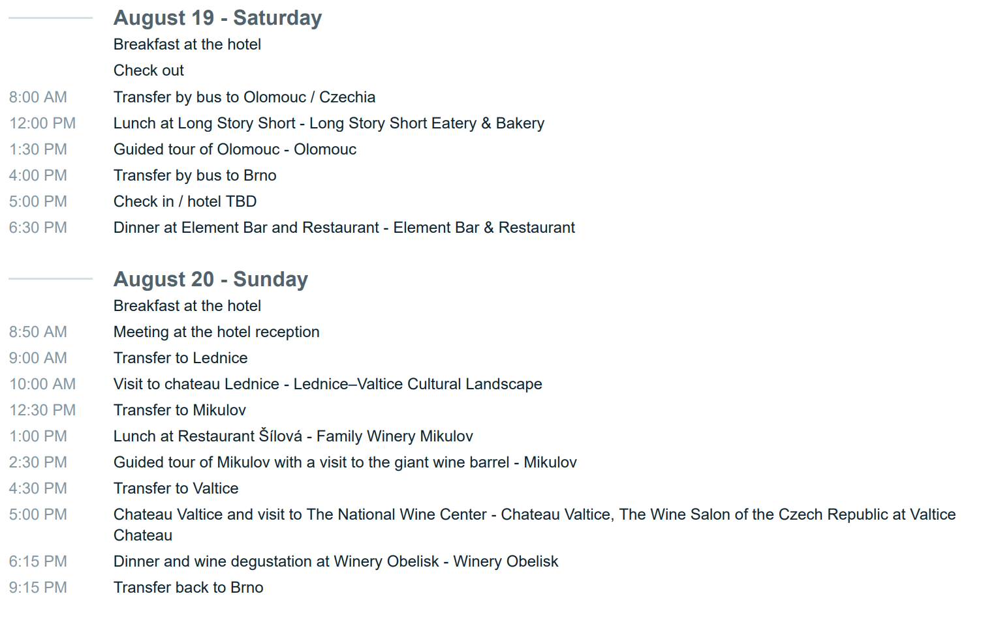 August 19 - Saturday
Breakfast at the hotel
Check out
8:00 AM Transfer by bus to Olomouc / Czechia
12:00 PM Lunch at Long Story Short - Long Story Short Eatery & Bakery
1:30 PM Guided tour of Olomouc - Olomouc
4:00 PM Transfer by bus to Brno
5:00 PM Check in / hotel TBD
6:30 PM Dinner at Element Bar and Restaurant - Element Bar & Restaurant
August 20 - Sunday
Breakfast at the hotel
8:50 AM Meeting at the hotel reception
9:00 AM Transfer to Lednice
10:00 AM Visit to chateau Lednice - Lednice–Valtice Cultural Landscape
12:30 PM Transfer to Mikulov
1:00 PM Lunch at Restaurant Šílová - Family Winery Mikulov
2:30 PM Guided tour of Mikulov with a visit to the giant wine barrel - Mikulov
4:30 PM Transfer to Valtice
5:00 PM Chateau Valtice and visit to The National Wine Center - Chateau Valtice, The Wine Salon of the Czech Republic at Valtice
Chateau
6:15 PM Dinner and wine degustation at Winery Obelisk - Winery Obelisk
9:15 PM Transfer back to Brno